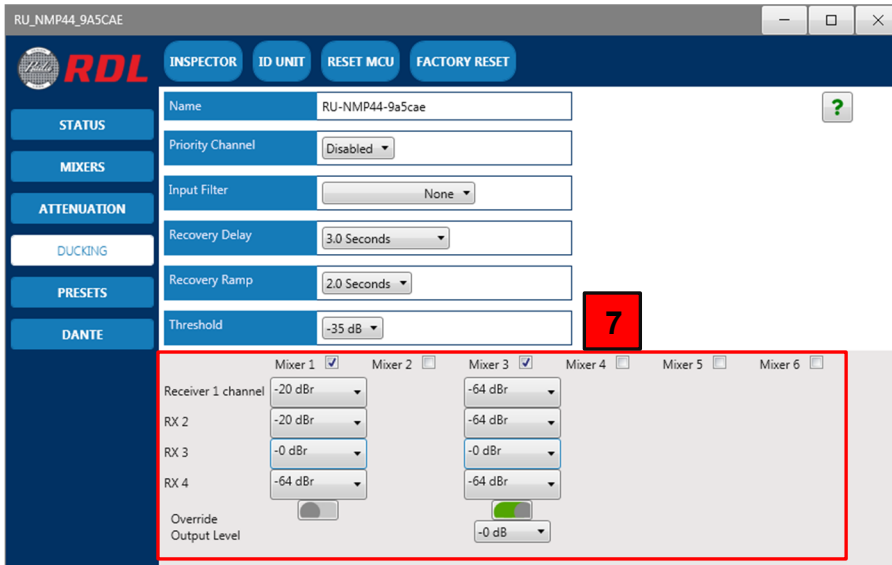 RU_NMP44_9A5CAE
Radio RDL
INSPECTOR ID UNIT RESET MCU FACTORY RESET
STATUS
MIXERS
ATTENUATION
DUCKING
PRESETS
DANTE
Name RU-NMP44-9a5cae ?
Priority Channel Disabled
Input Filter None
Recovery Delay 3.0 Seconds
Recovery Ramp 2.0 Seconds
Threshold -35 dB
7
Mixer 1 Mixer 2 Mixer 3 Mixer 4 Mixer 5 Mixer 6
Receiver 1 channel -20 dBr -64 dBr
RX 2 -20 dBr -64 dBr
RX 3 -0 dBr -0 dBr
RX 4 -64 dBr -64 dBr
Override
Output Level -0 dB